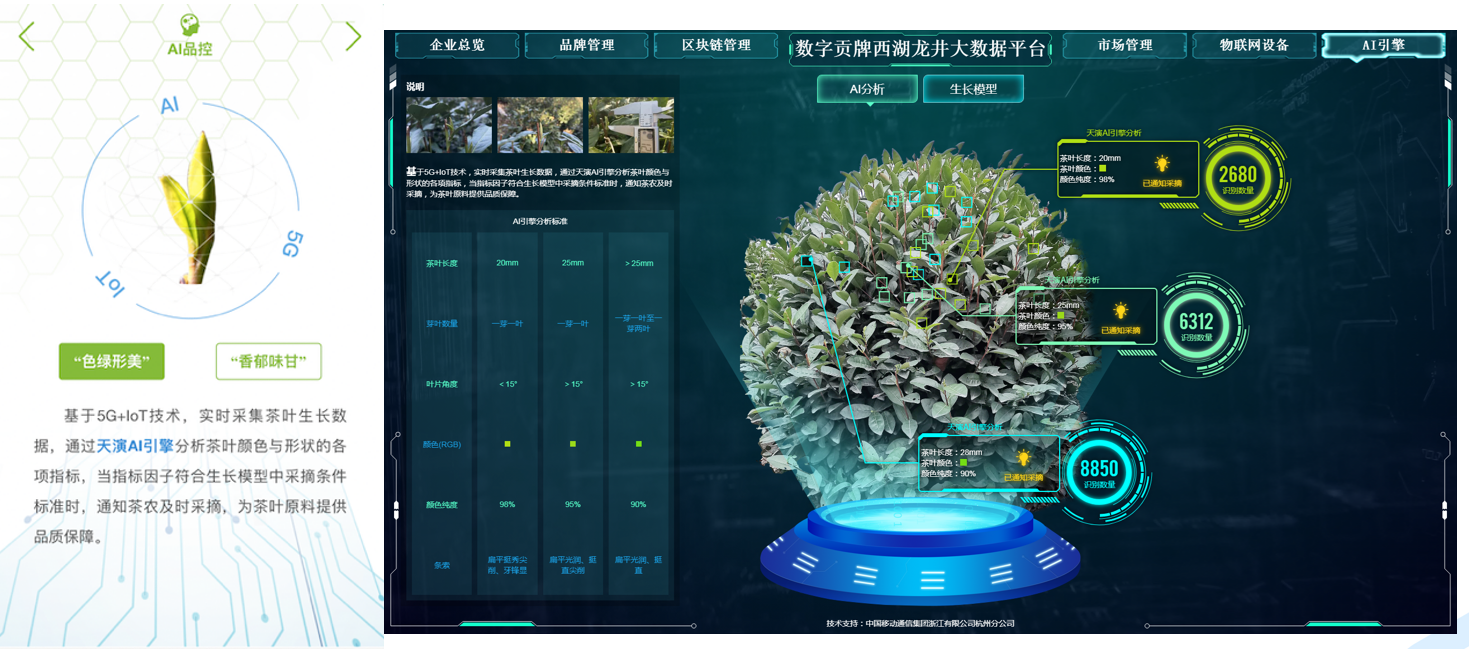 AI品控
AI
5G
IoT
“色绿形美”
“香郁味甘”
基于5G+IoT技术，实时采集茶叶生长数
据，通过天演AI引擎分析茶叶颜色与形状的各
项指标，当指标因子符合生长模型中采摘条件
标准时，通知茶农及时采摘，为茶叶原料提供
品质保障。
企业总览
品牌管理
区块链管理
数字贡牌西湖龙井大数据平台
市场管理
物联网设备
AI引擎
AI分析
生长模型
说明
基于5G+IoT技术，实时采集茶叶生长数据，通过天演AI引擎分析茶叶颜色与
形状的各项指标，当指标因子符合生长模型中采摘条件标准时，通知茶农及时
采摘，为茶叶原料提供品质保障。
AI引擎分析标准
茶叶长度 20mm 25mm >25mm
芽叶数量 一芽一叶 一芽一叶 一芽一叶至一
芽两叶
叶片角度 <15° >15° >15°
颜色(RGB)
颜色纯度 98% 95% 90%
条索 扁平挺秀尖 扁平光润、挺 扁平光润、挺
削、牙锋显 直尖削 直
天演AI引擎分析
茶叶长度：20mm
茶叶颜色：
颜色纯度：98%
已通知采摘
2680
识别数量
天演AI引擎分析
茶叶长度：25mm
茶叶颜色：
颜色纯度：95%
已通知采摘
6312
识别数量
天演AI引擎分析
茶叶长度：28mm
茶叶颜色：
颜色纯度：90%
已通知采摘
8850
识别数量
技术支持：中国移动通信集团浙江有限公司杭州分公司